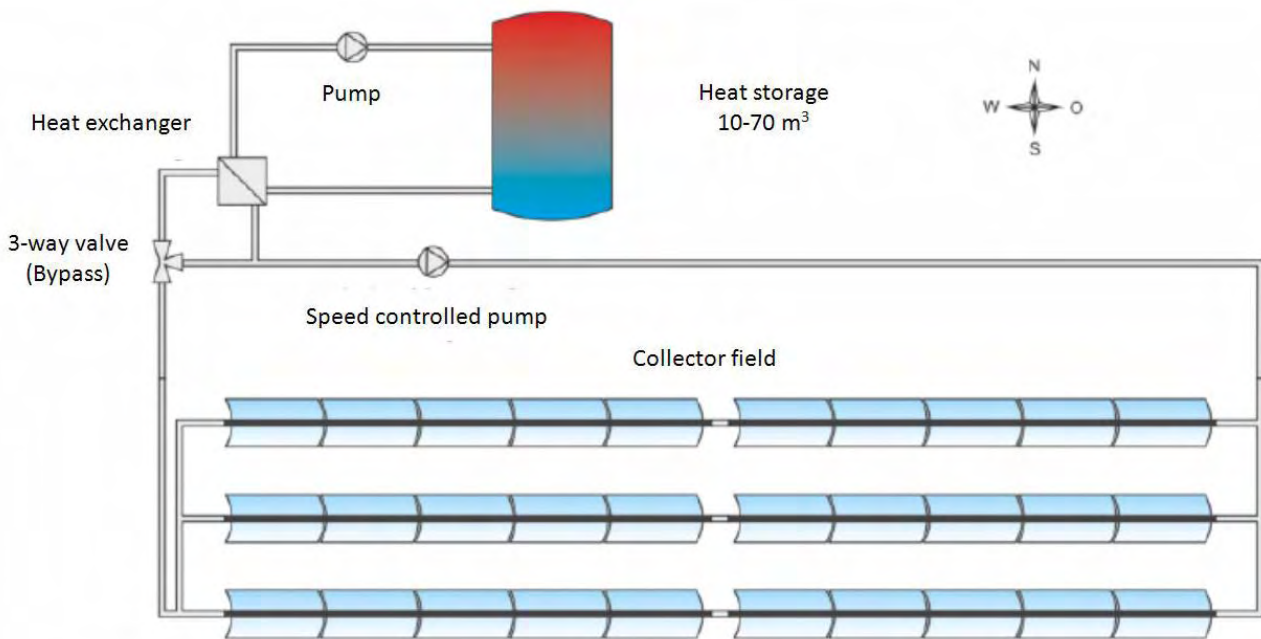 Pump
Heat storage
10-70 m³
N
W O
S
Heat exchanger
3-way valve
(Bypass)
Speed controlled pump
Collector field